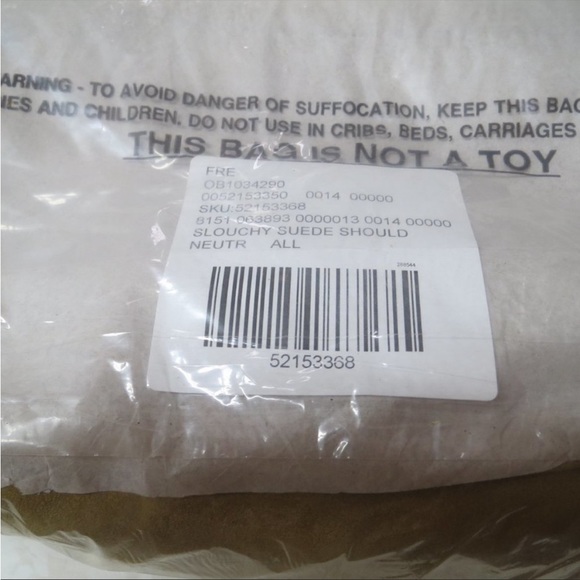 ARNING - TO AVOID DANGER OF SUFFOCATION, KEEP THIS BAG
IES AND CHILDREN. DO NOT USE IN CRIBS, BEDS, CARRIAGES
THIS BAG IS NOT A TOY
FRE
OB1034290
0052153350 0014 00000
SKU:52153368
8151 063893 0000013 0014 00000
SLOUCHY SUEDE SHOULD
NEUTR ALL
52153368